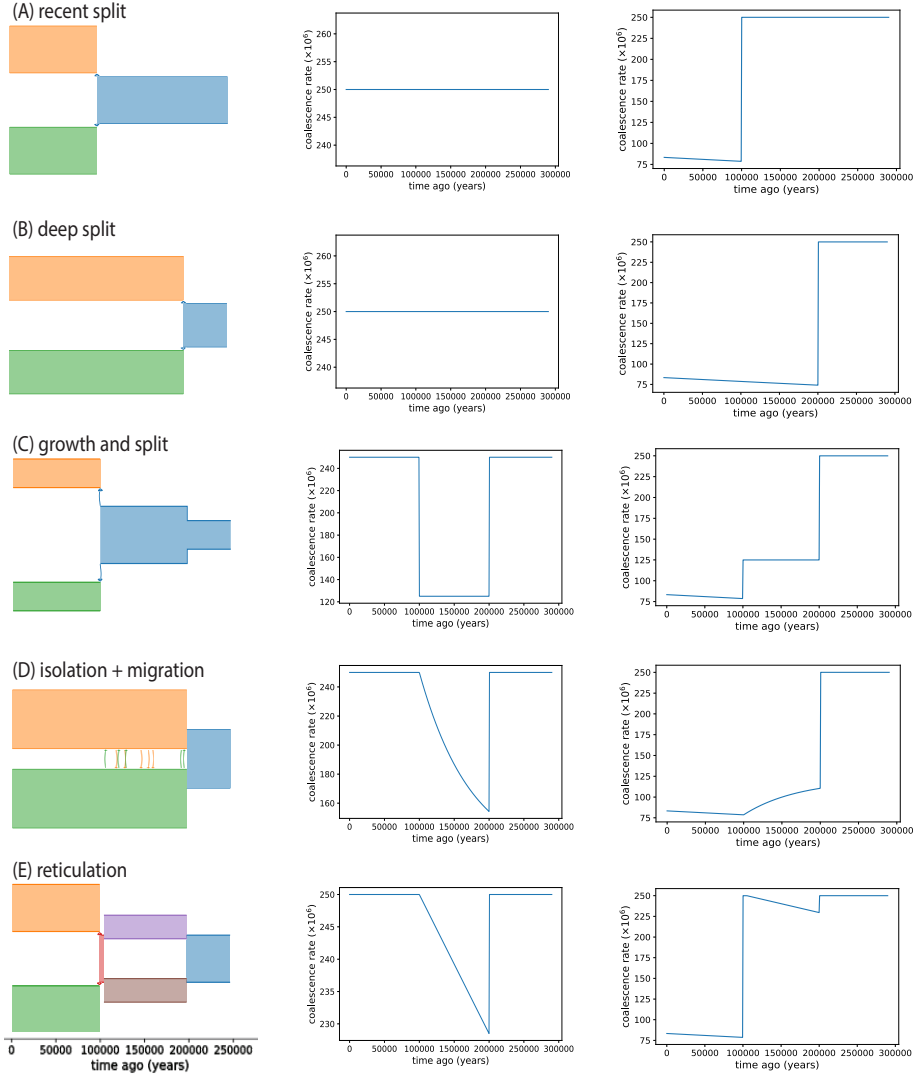 (A) recent split
coalescence rate (×10⁶)
260
255
250
245
240
0 50000 100000 150000 200000 250000 300000
time ago (years)
coalescence rate (×10⁶)
250
225
200
175
150
125
100
75
0 50000 100000 150000 200000 250000 300000
time ago (years)
(B) deep split
coalescence rate (×10⁶)
260
255
250
245
240
0 50000 100000 150000 200000 250000 300000
time ago (years)
coalescence rate (×10⁶)
250
225
200
175
150
125
100
75
0 50000 100000 150000 200000 250000 300000
time ago (years)
(C) growth and split
coalescence rate (×10⁶)
240
220
200
180
160
140
120
0 50000 100000 150000 200000 250000 300000
time ago (years)
coalescence rate (×10⁶)
250
225
200
175
150
125
100
75
0 50000 100000 150000 200000 250000 300000
time ago (years)
(D) isolation + migration
coalescence rate (×10⁶)
240
220
200
180
160
0 50000 100000 150000 200000 250000 300000
time ago (years)
coalescence rate (×10⁶)
250
225
200
175
150
125
100
75
0 50000 100000 150000 200000 250000 300000
time ago (years)
(E) reticulation
0 50000 100000 150000 200000 250000
time ago (years)
coalescence rate (×10⁶)
250
245
240
235
230
0 50000 100000 150000 200000 250000 300000
time ago (years)
coalescence rate (×10⁶)
250
225
200
175
150
125
100
75
0 50000 100000 150000 200000 250000 300000
time ago (years)